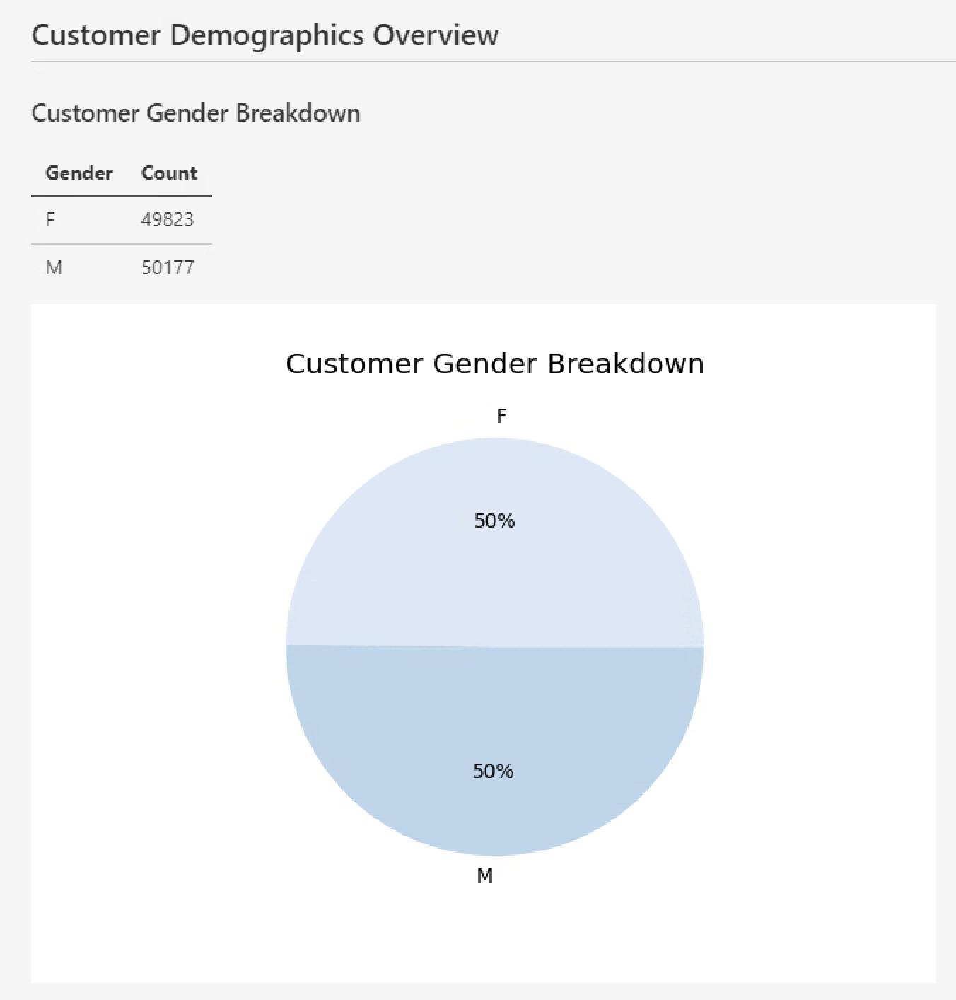 Customer Demographics Overview
Customer Gender Breakdown
Gender Count
F 49823
M 50177
Customer Gender Breakdown
F
50%
50%
M